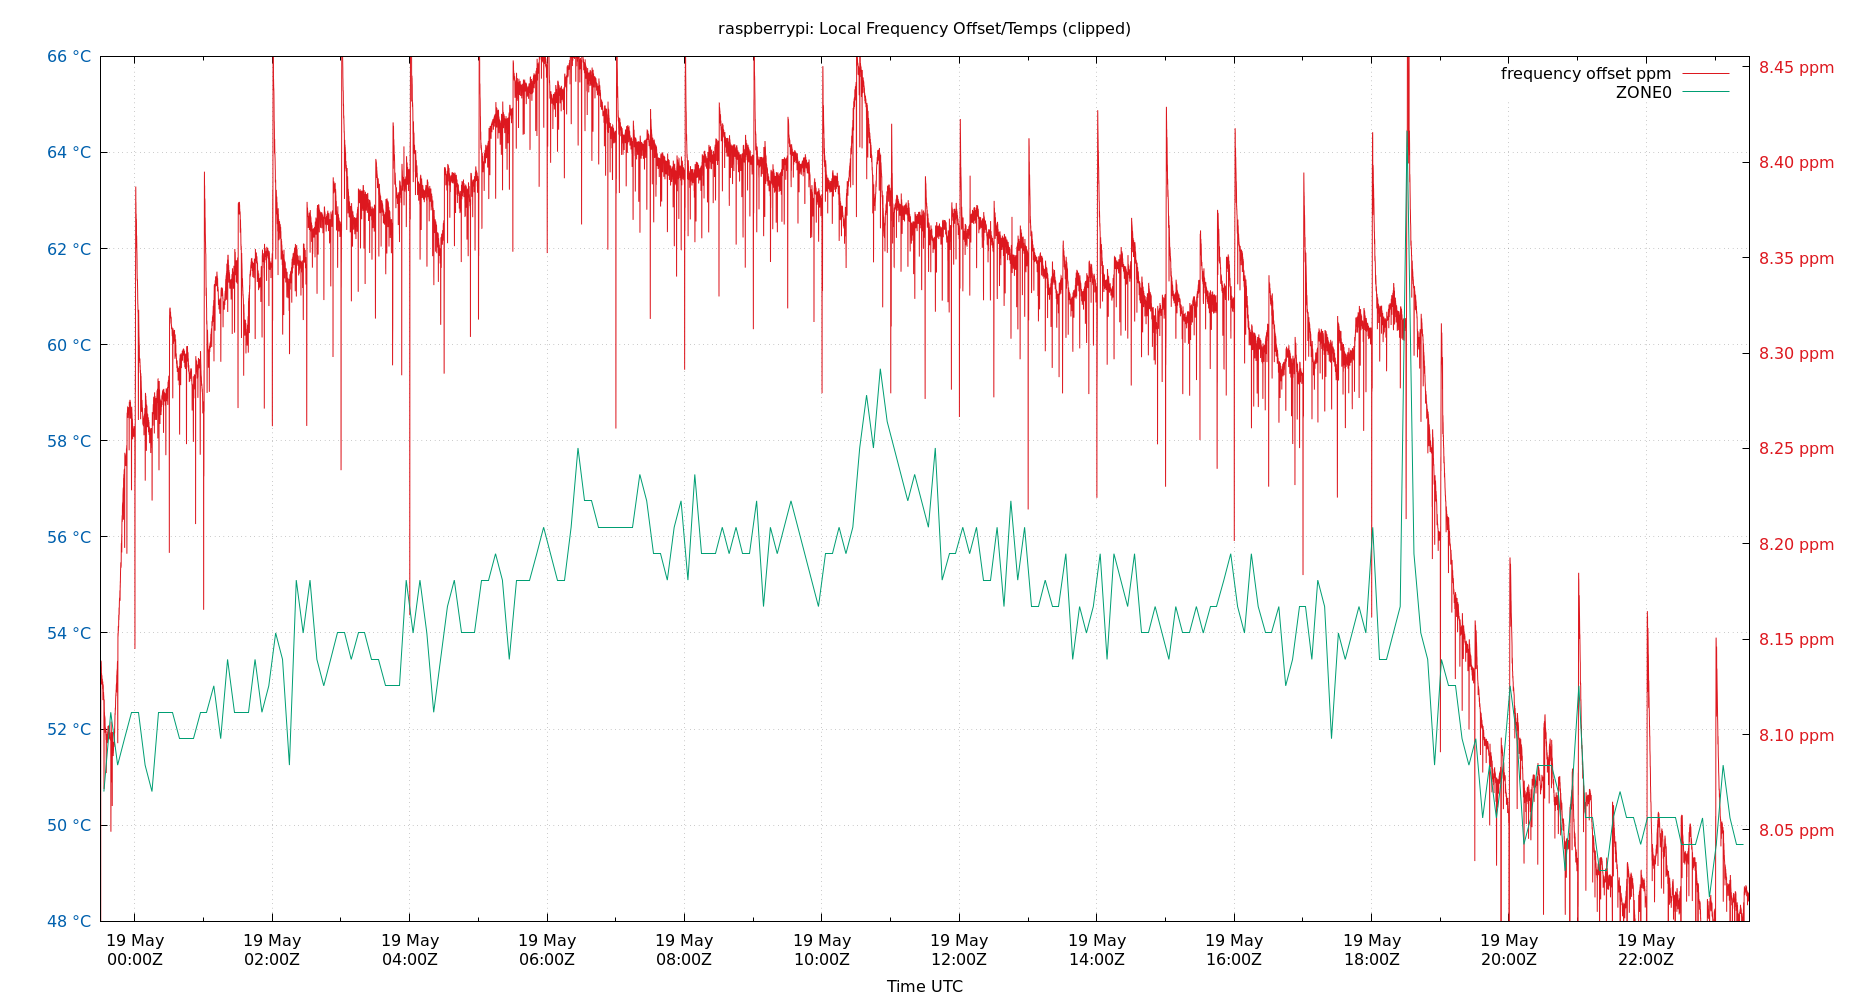 raspberrypi: Local Frequency Offset/Temps (clipped)
66 °C
64 °C
62 °C
60 °C
58 °C
56 °C
54 °C
52 °C
50 °C
48 °C
frequency offset ppm
ZONE0
8.45 ppm
8.40 ppm
8.35 ppm
8.30 ppm
8.25 ppm
8.20 ppm
8.15 ppm
8.10 ppm
8.05 ppm
19 May 19 May 19 May 19 May 19 May 19 May 19 May 19 May 19 May 19 May 19 May 19 May
00:00Z 02:00Z 04:00Z 06:00Z 08:00Z 10:00Z 12:00Z 14:00Z 16:00Z 18:00Z 20:00Z 22:00Z
Time UTC